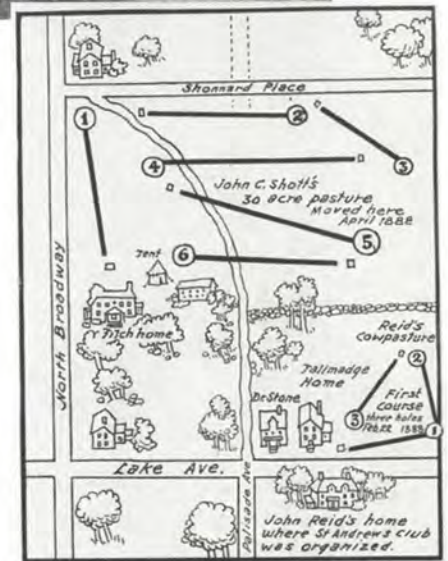 Shonnard Place
1
2
3
4
John C. Shott's
30 acre pasture
Moved here
April 1888
5
6
North Broadway
Tent
Fitch home
Reid's
Cowpasture
Tallmadge
Home
2
Dr Stone
First
course
3
three holes
Feb. 22 1888
1
Lake Ave.
Palisade Ave
John Reid's home
where St Andrews Club
was organized.